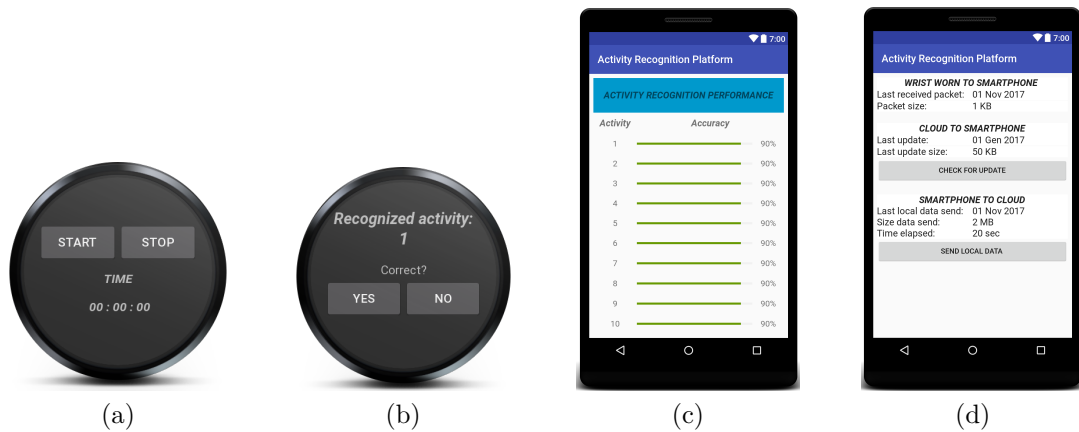 START STOP
TIME
00 : 00 : 00
(a)
Recognized activity:
1
Correct?
YES NO
(b)
7:00
Activity Recognition Platform
ACTIVITY RECOGNITION PERFORMANCE
Activity Accuracy
1 90%
2 90%
3 90%
4 90%
5 90%
6 90%
7 90%
8 90%
9 90%
10 90%
(c)
7:00
Activity Recognition Platform
WRIST WORN TO SMARTPHONE
Last received packet: 01 Nov 2017
Packet size: 1 KB
CLOUD TO SMARTPHONE
Last update: 01 Gen 2017
Last update size: 50 KB
CHECK FOR UPDATE
SMARTPHONE TO CLOUD
Last local data send: 01 Nov 2017
Size data send: 2 MB
Time elapsed: 20 sec
SEND LOCAL DATA
(d)